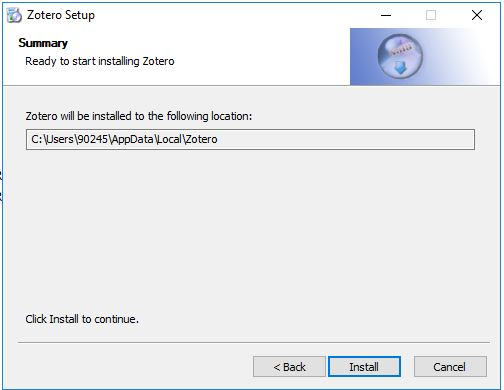 Zotero Setup
Summary
Ready to start installing Zotero
Zotero will be installed to the following location:
C:\Users\90245\AppData\Local\Zotero
Click Install to continue.
< Back
Install
Cancel